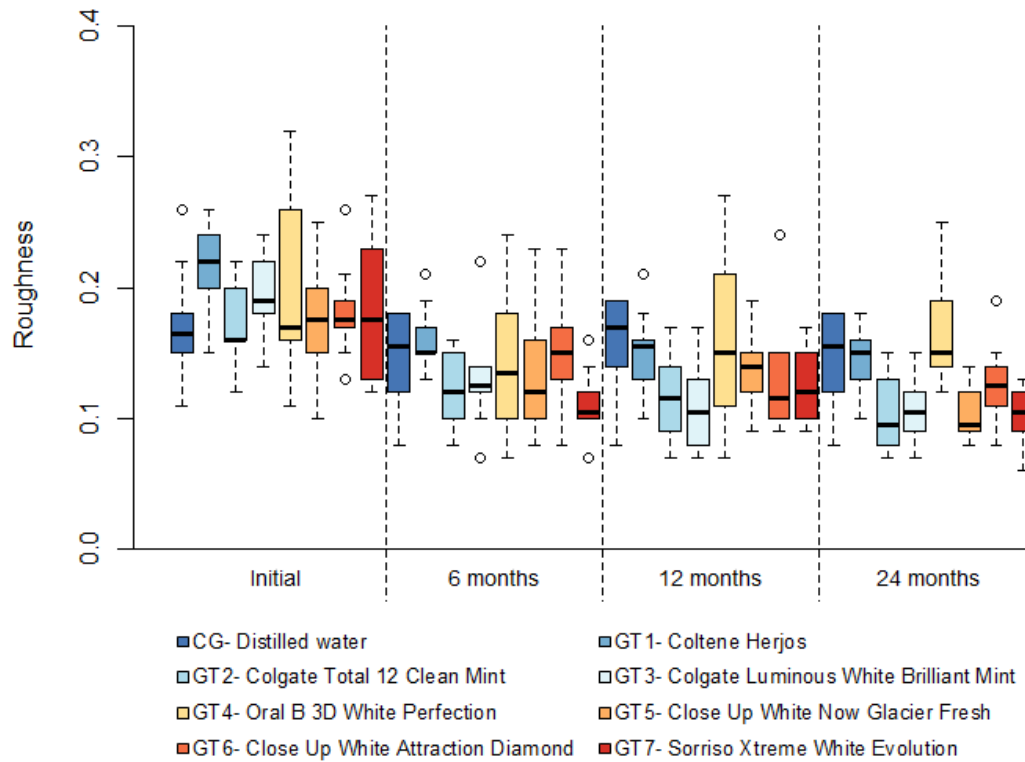 0.4
0.3
0.2
0.1
0.0
Roughness
Initial 6 months 12 months 24 months
CG- Distilled water GT1- Coltene Herjos
GT2- Colgate Total 12 Clean Mint GT3- Colgate Luminous White Brilliant Mint
GT4- Oral B 3D White Perfection GT5- Close Up White Now Glacier Fresh
GT6- Close Up White Attraction Diamond GT7- Sorriso Xtreme White Evolution